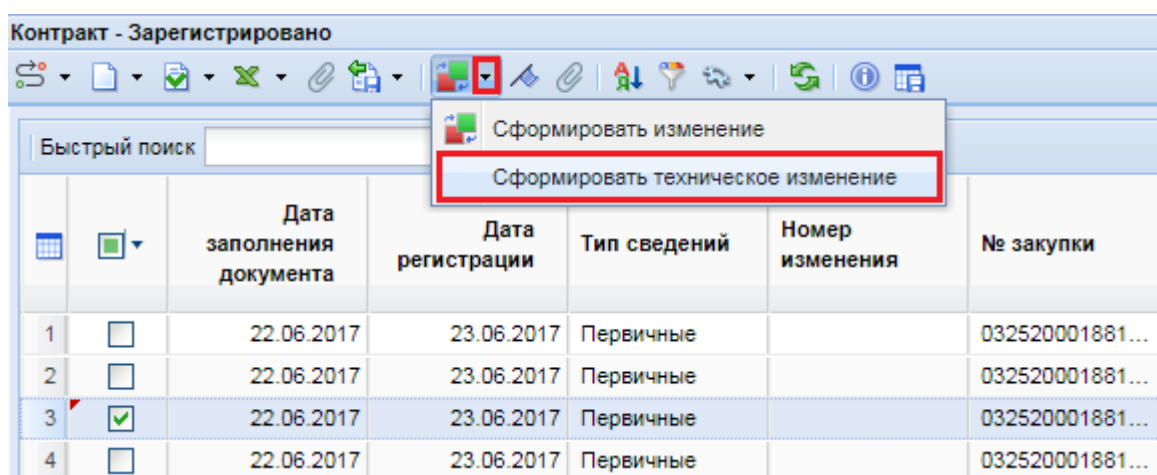 Контракт - Зарегистрировано
Сформировать изменение
Быстрый поиск
Сформировать техническое изменение
Дата заполнения документа
Дата регистрации
Тип сведений
Номер изменения
№ закупки
1 22.06.2017 23.06.2017 Первичные 032520001881...
2 22.06.2017 23.06.2017 Первичные 032520001881...
3 22.06.2017 23.06.2017 Первичные 032520001881...
4 22.06.2017 23.06.2017 Первичные 032520001881...